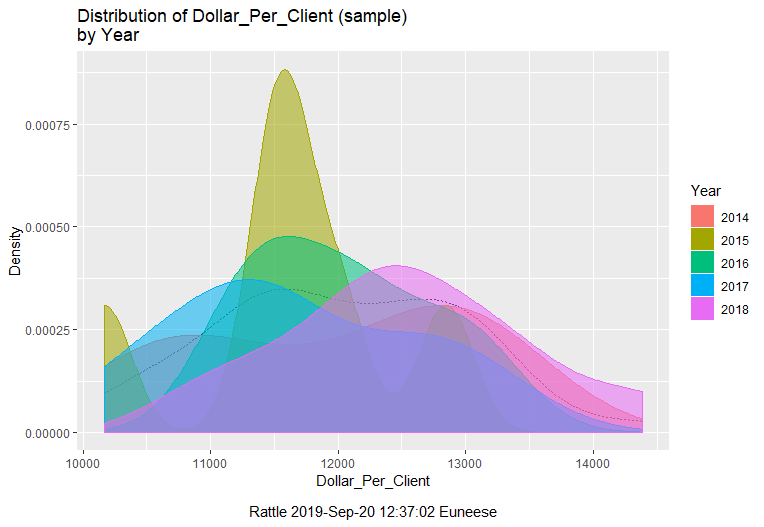 Distribution of Dollar_Per_Client (sample)
by Year
0.00075
0.00050
0.00025
0.00000
Density
10000 11000 12000 13000 14000
Dollar_Per_Client
Year
2014
2015
2016
2017
2018
Rattle 2019-Sep-20 12:37:02 Euneese